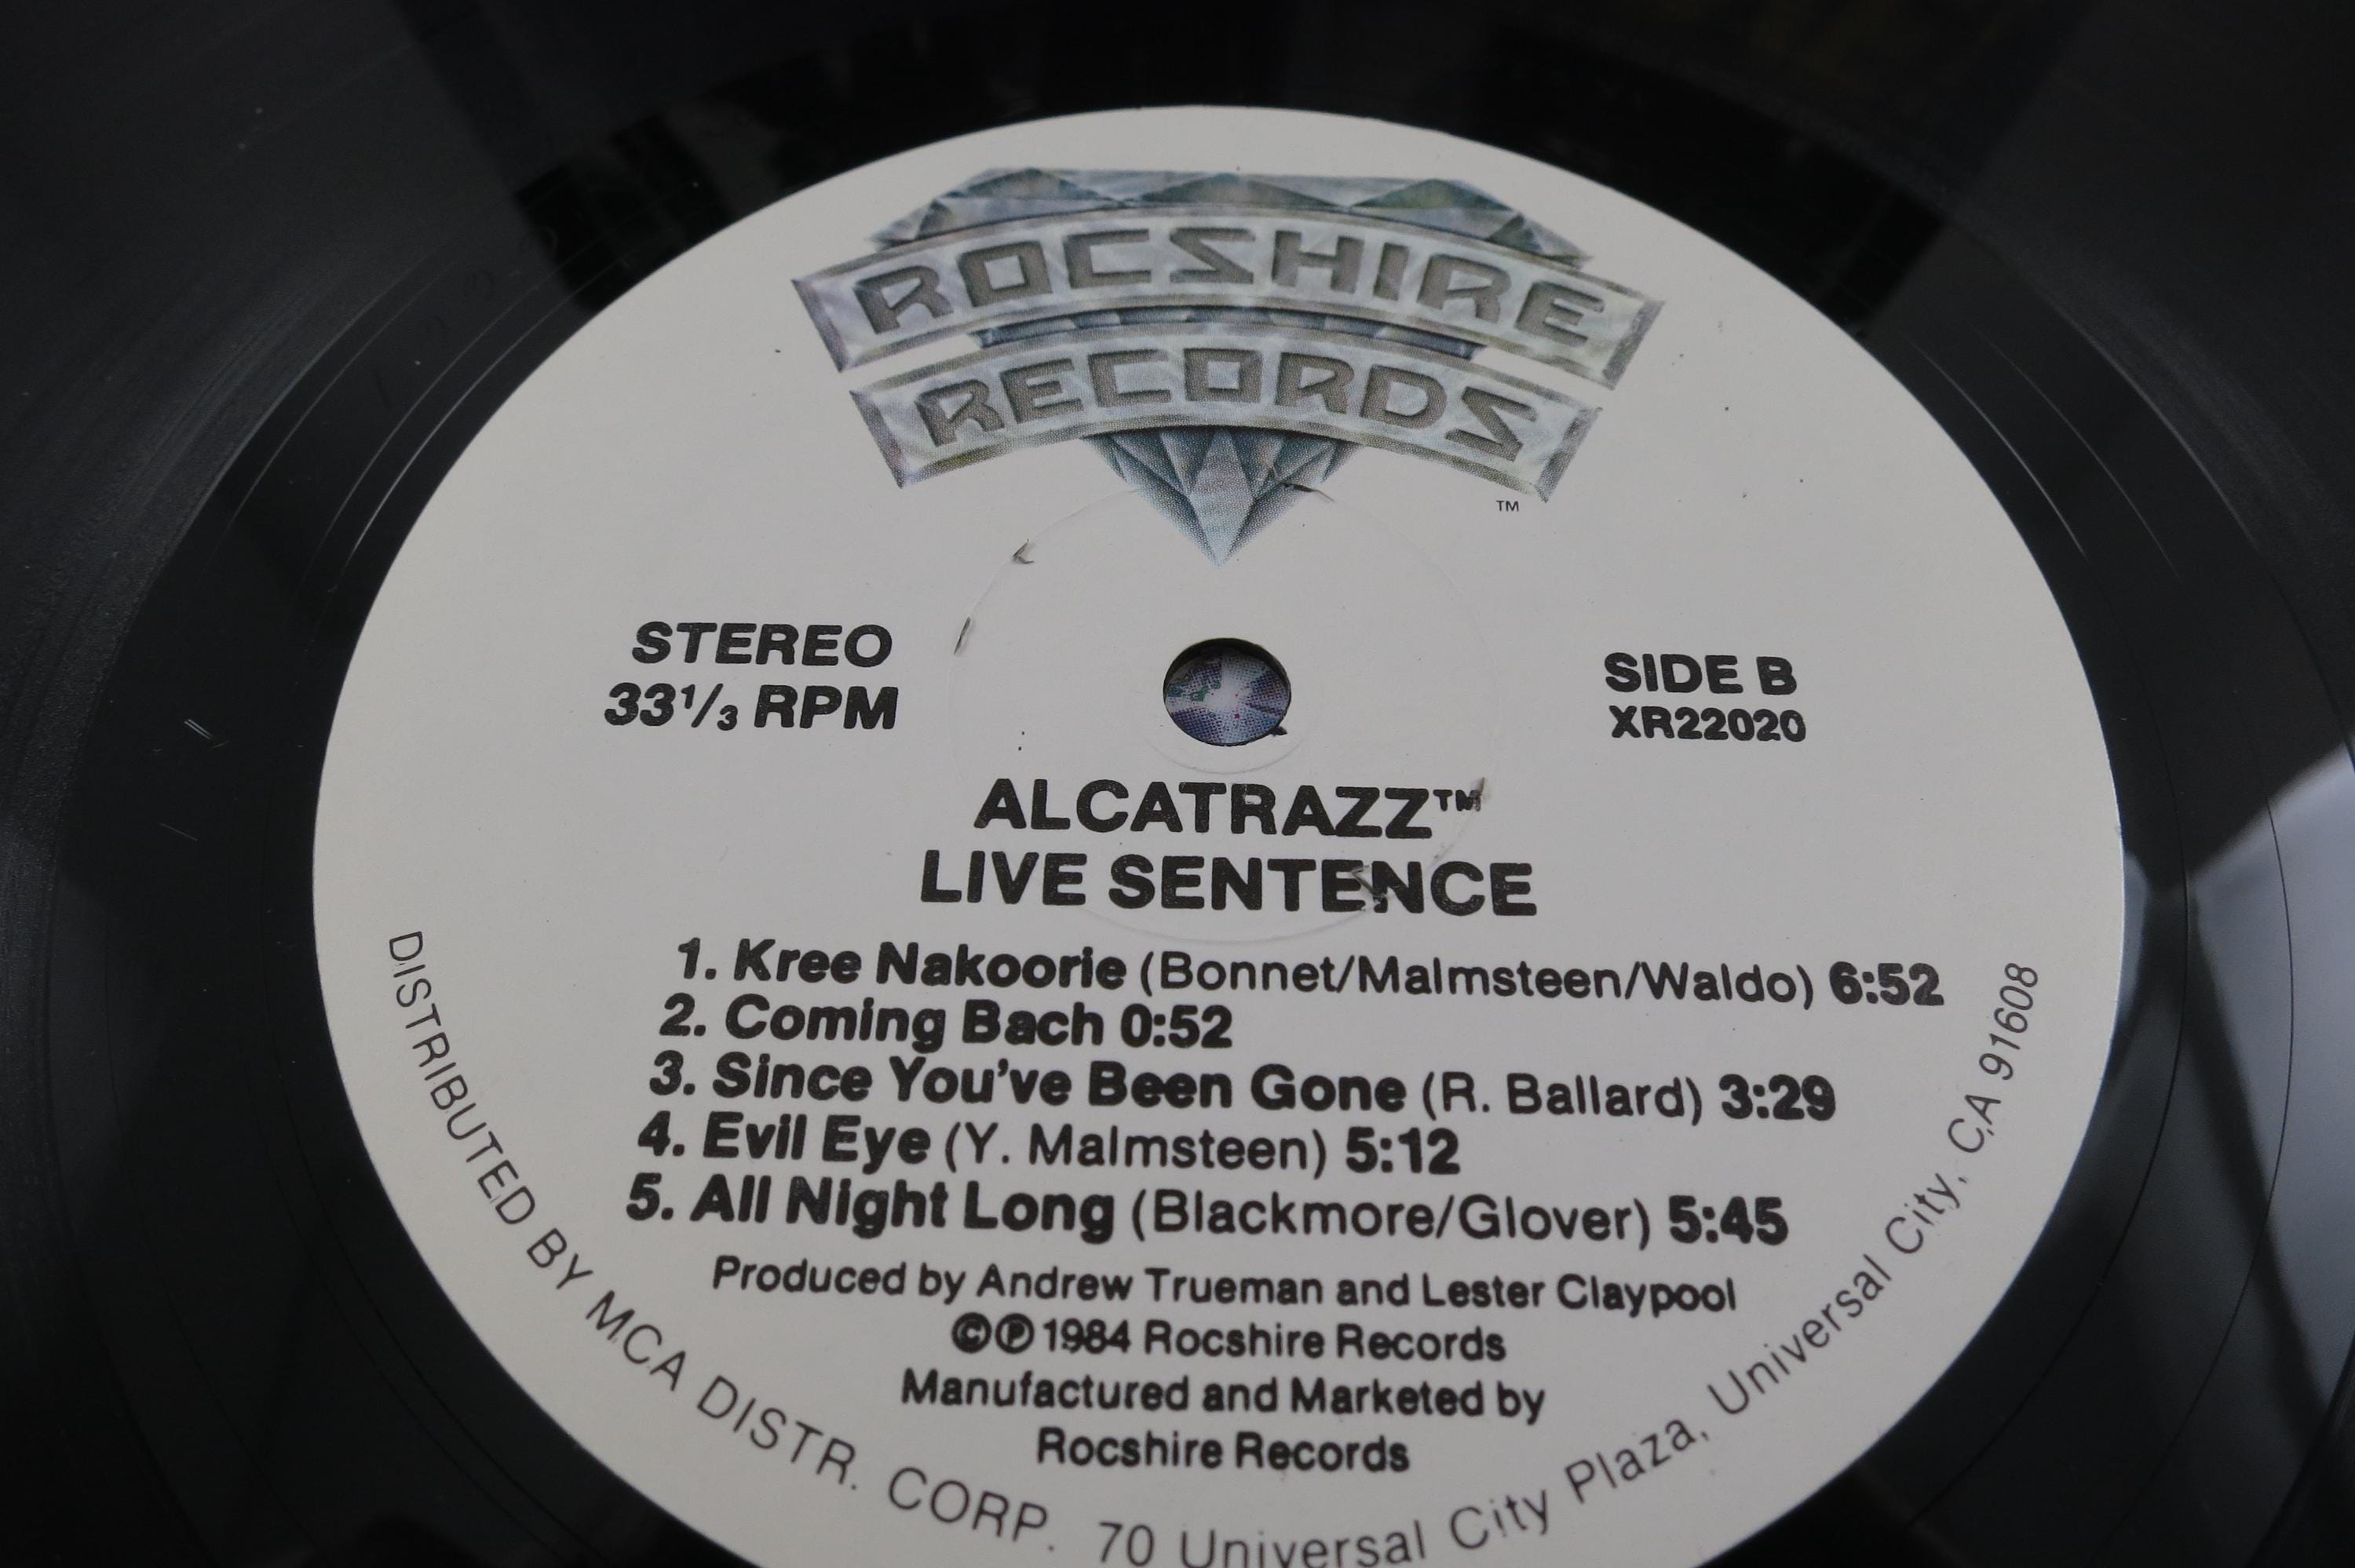 ROCSHIRE
RECORDS
TM
STEREO
33⅓ RPM
SIDE B
XR22020
ALCATRAZZ™
LIVE SENTENCE
1. Kree Nakoorie (Bonnet/Malmsteen/Waldo) 6:52
2. Coming Bach 0:52
3. Since You've Been Gone (R. Ballard) 3:29
4. Evil Eye (Y. Malmsteen) 5:12
5. All Night Long (Blackmore/Glover) 5:45
Produced by Andrew Trueman and Lester Claypool
©℗ 1984 Rocshire Records
Manufactured and Marketed by
Rocshire Records
DISTRIBUTED BY MCA DISTR. CORP. 70 Universal City Plaza, Universal City, CA 91608